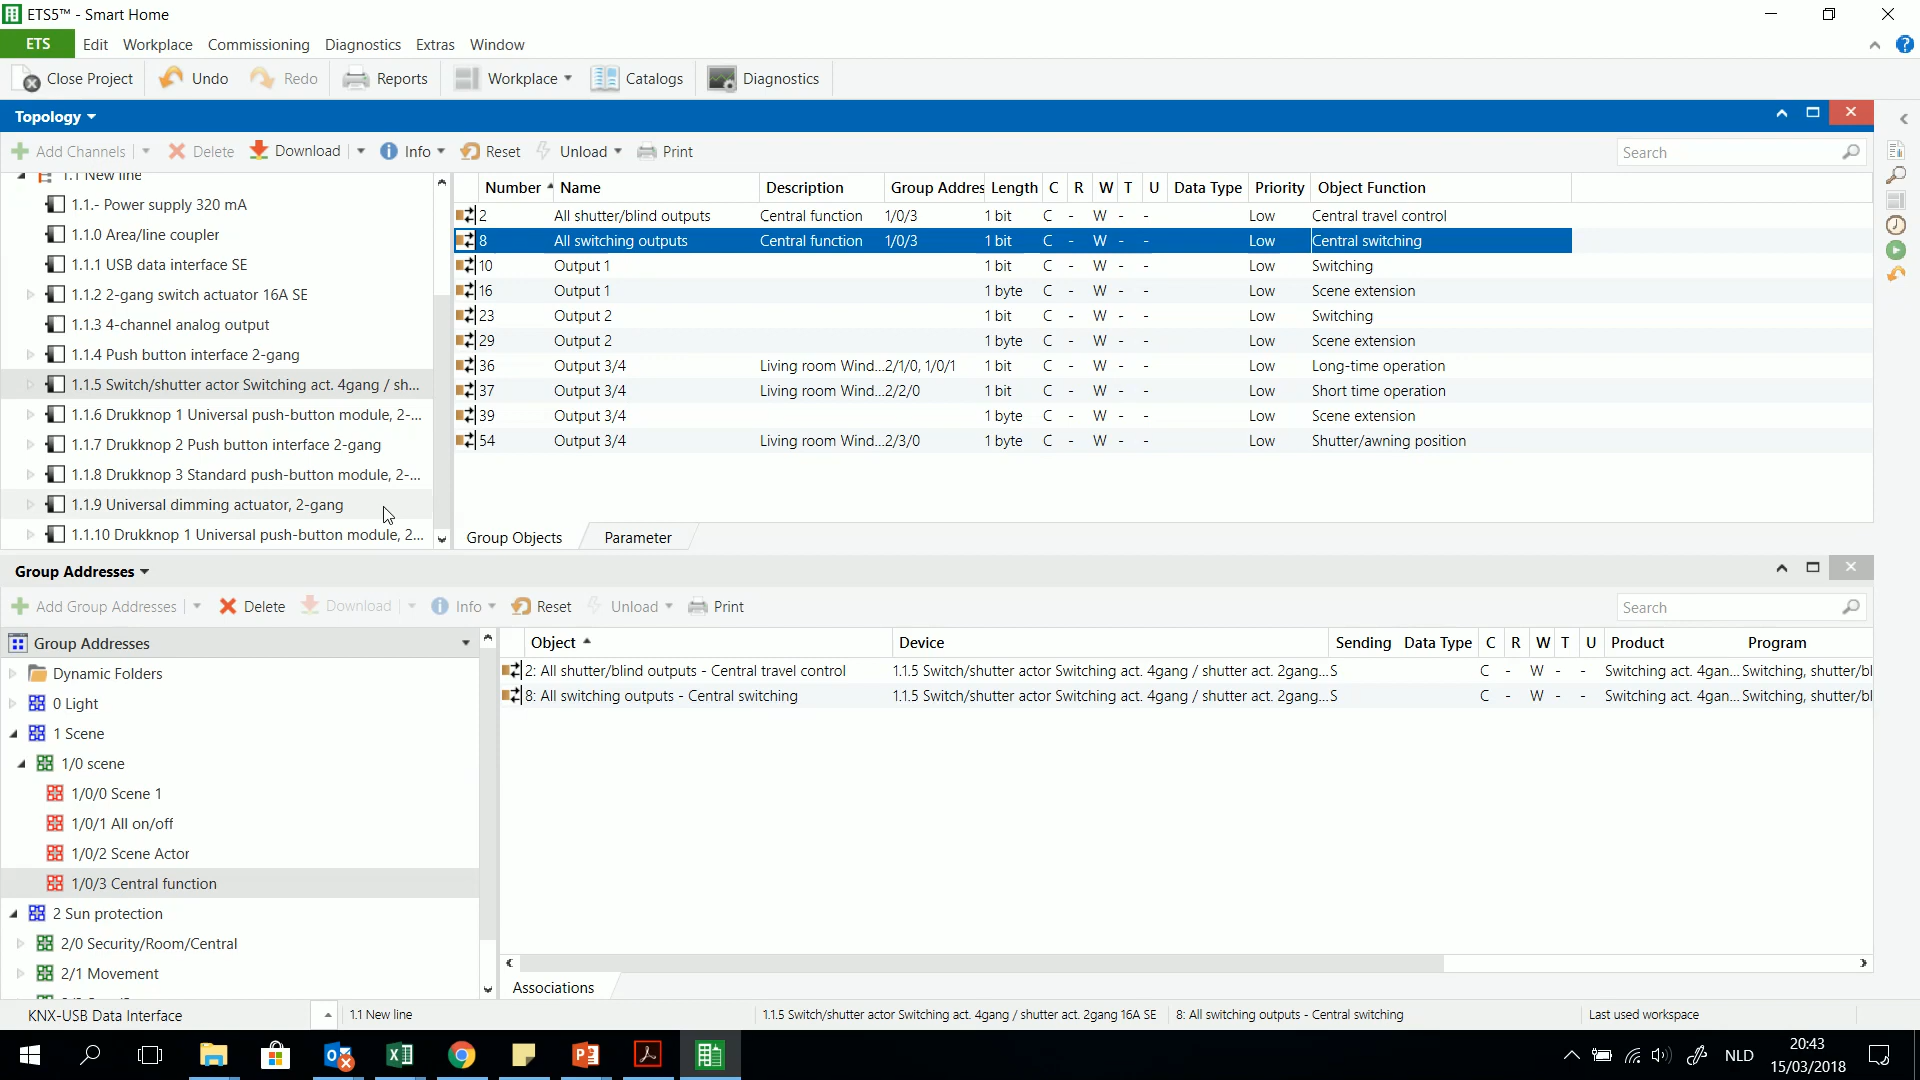 ETS5™ - Smart Home
ETS Edit Workplace Commissioning Diagnostics Extras Window
Close Project Undo Redo Reports Workplace Catalogs Diagnostics
Topology
Add Channels Delete Download Info Reset Unload Print Search
1.1 New line
1.1.- Power supply 320 mA
1.1.0 Area/line coupler
1.1.1 USB data interface SE
1.1.2 2-gang switch actuator 16A SE
1.1.3 4-channel analog output
1.1.4 Push button interface 2-gang
1.1.5 Switch/shutter actor Switching act. 4gang / sh...
1.1.6 Drukknop 1 Universal push-button module, 2-...
1.1.7 Drukknop 2 Push button interface 2-gang
1.1.8 Drukknop 3 Standard push-button module, 2-...
1.1.9 Universal dimming actuator, 2-gang
1.1.10 Drukknop 1 Universal push-button module, 2...
Number Name Description Group Addres Length C R W T U Data Type Priority Object Function
2 All shutter/blind outputs Central function 1/0/3 1 bit C - W - - Low Central travel control
8 All switching outputs Central function 1/0/3 1 bit C - W - - Low Central switching
10 Output 1 1 bit C - W - - Low Switching
16 Output 1 1 byte C - W - - Low Scene extension
23 Output 2 1 bit C - W - - Low Switching
29 Output 2 1 byte C - W - - Low Scene extension
36 Output 3/4 Living room Wind...2/1/0, 1/0/1 1 bit C - W - - Low Long-time operation
37 Output 3/4 Living room Wind...2/2/0 1 bit C - W - - Low Short time operation
39 Output 3/4 1 byte C - W - - Low Scene extension
54 Output 3/4 Living room Wind...2/3/0 1 byte C - W - - Low Shutter/awning position
Group Objects Parameter
Group Addresses
Add Group Addresses Delete Download Info Reset Unload Print Search
Group Addresses
Dynamic Folders
0 Light
1 Scene
1/0 scene
1/0/0 Scene 1
1/0/1 All on/off
1/0/2 Scene Actor
1/0/3 Central function
2 Sun protection
2/0 Security/Room/Central
2/1 Movement
Object Device Sending Data Type C R W T U Product Program
2: All shutter/blind outputs - Central travel control 1.1.5 Switch/shutter actor Switching act. 4gang / shutter act. 2gang...S C - W - - Switching act. 4gan... Switching, shutter/bl
8: All switching outputs - Central switching 1.1.5 Switch/shutter actor Switching act. 4gang / shutter act. 2gang...S C - W - - Switching act. 4gan... Switching, shutter/bl
Associations
KNX-USB Data Interface 1.1 New line 1.1.5 Switch/shutter actor Switching act. 4gang / shutter act. 2gang 16A SE 8: All switching outputs - Central switching Last used workspace
NLD 20:43
15/03/2018